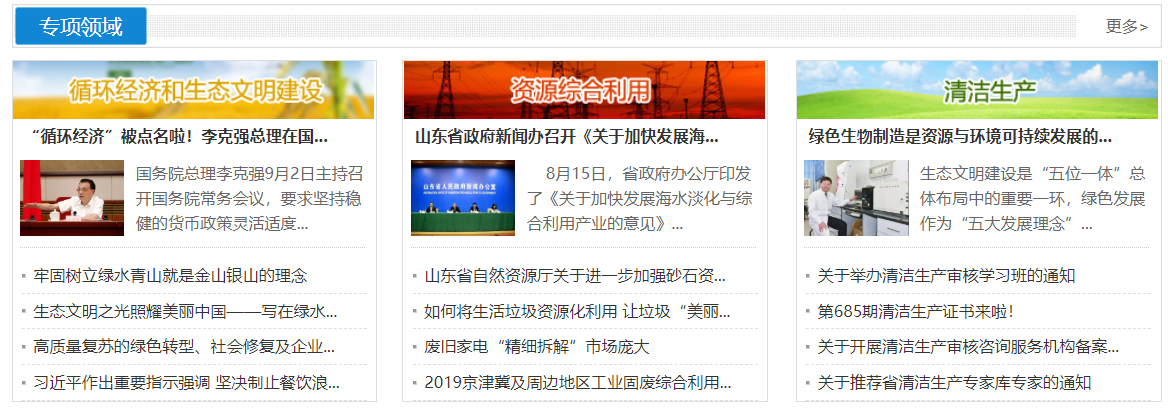 专项领域
更多>
循环经济和生态文明建设
“循环经济”被点名啦！李克强总理在国...
国务院总理李克强9月2日主持召
开国务院常务会议，要求坚持稳
健的货币政策灵活适度...
牢固树立绿水青山就是金山银山的理念
生态文明之光照耀美丽中国——写在绿水...
高质量复苏的绿色转型、社会修复及企业...
习近平作出重要指示强调 坚决制止餐饮浪...
资源综合利用
山东省政府新闻办召开《关于加快发展海...
山东省人民政府新闻办公室
8月15日，省政府办公厅印发
了《关于加快发展海水淡化与综
合利用产业的意见》...
山东省自然资源厅关于进一步加强砂石资...
如何将生活垃圾资源化利用 让垃圾“美丽...
废旧家电“精细拆解”市场庞大
2019京津冀及周边地区工业固废综合利用...
清洁生产
绿色生物制造是资源与环境可持续发展的...
生态文明建设是“五位一体”总
体布局中的重要一环，绿色发展
作为“五大发展理念”...
关于举办清洁生产审核学习班的通知
第685期清洁生产证书来啦！
关于开展清洁生产审核咨询服务机构备案...
关于推荐省清洁生产专家库专家的通知